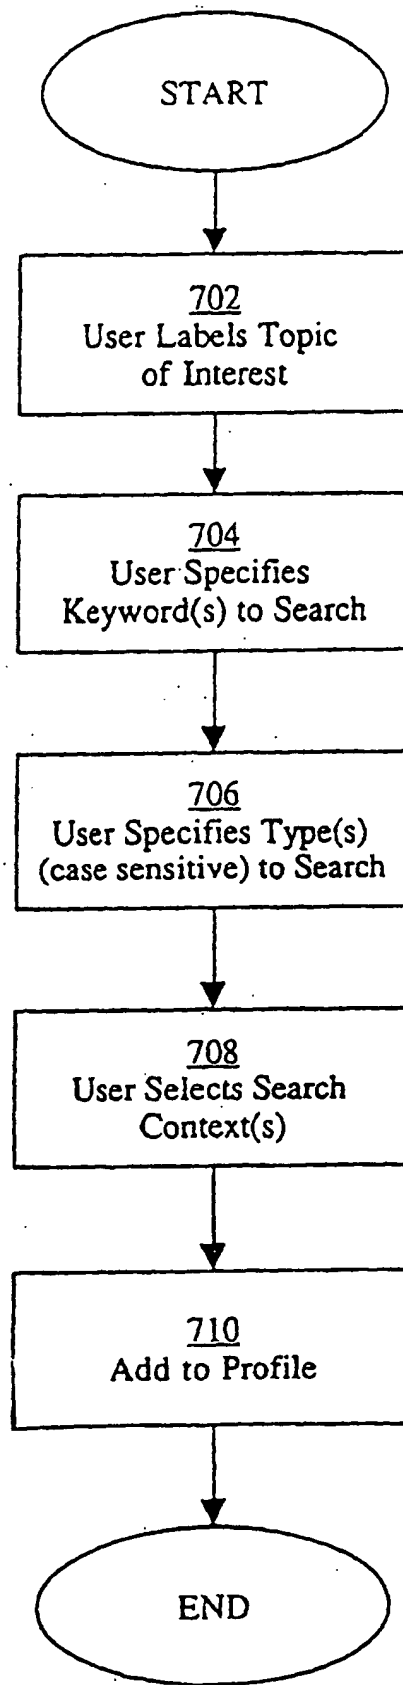 START
702
User Labels Topic
of Interest
704
User Specifies
Keyword(s) to Search
706
User Specifies Type(s)
(case sensitive) to Search
708
User Selects Search
Context(s)
710
Add to Profile
END